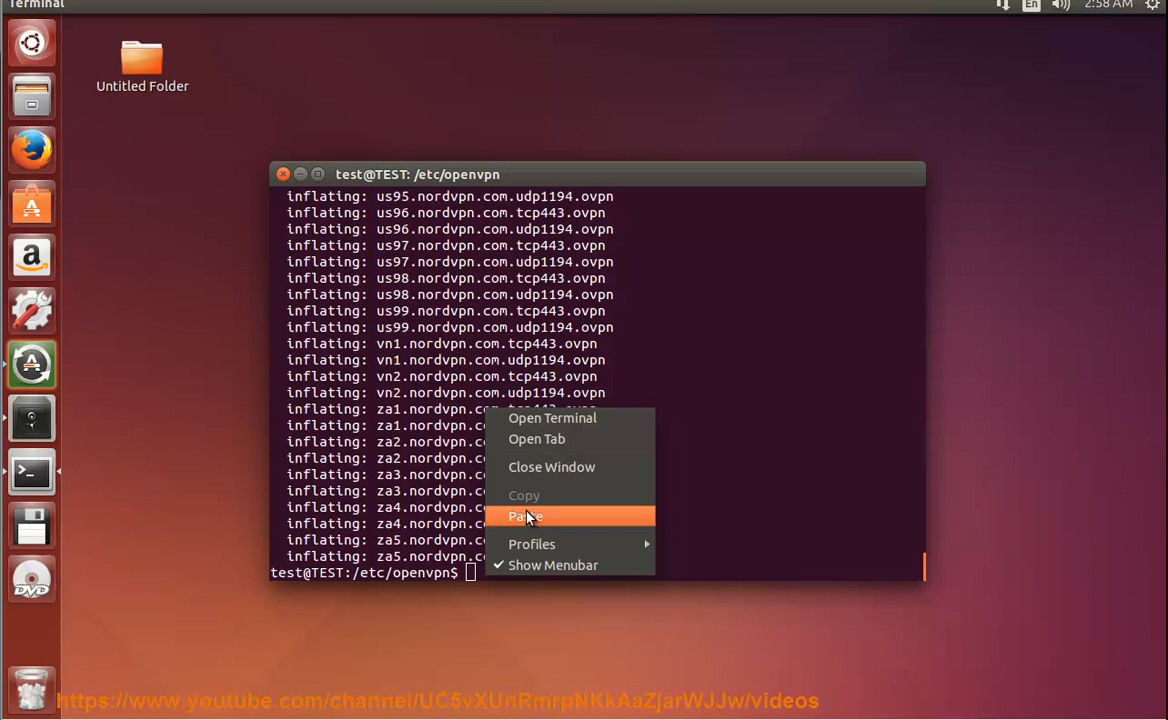 Terminal
En
2:58 AM
Untitled Folder
test@TEST: /etc/openvpn
inflating: us95.nordvpn.com.udp1194.ovpn
inflating: us96.nordvpn.com.tcp443.ovpn
inflating: us96.nordvpn.com.udp1194.ovpn
inflating: us97.nordvpn.com.tcp443.ovpn
inflating: us97.nordvpn.com.udp1194.ovpn
inflating: us98.nordvpn.com.tcp443.ovpn
inflating: us98.nordvpn.com.udp1194.ovpn
inflating: us99.nordvpn.com.tcp443.ovpn
inflating: us99.nordvpn.com.udp1194.ovpn
inflating: vn1.nordvpn.com.tcp443.ovpn
inflating: vn1.nordvpn.com.udp1194.ovpn
inflating: vn2.nordvpn.com.tcp443.ovpn
inflating: vn2.nordvpn.com.udp1194.ovpn
inflating: za1.nordvpn.com.tcp443.ovpn
inflating: za1.nordvpn.c
inflating: za2.nordvpn.c
inflating: za2.nordvpn.c
inflating: za3.nordvpn.c
inflating: za3.nordvpn.c
inflating: za4.nordvpn.c
inflating: za4.nordvpn.c
inflating: za5.nordvpn.c
inflating: za5.nordvpn.c
test@TEST:/etc/openvpn$
Open Terminal
Open Tab
Close Window
Copy
Paste
Profiles
Show Menubar
DVD
https://www.youtube.com/channel/UC5vXUnRmrpNKkAaZjarWJJw/videos